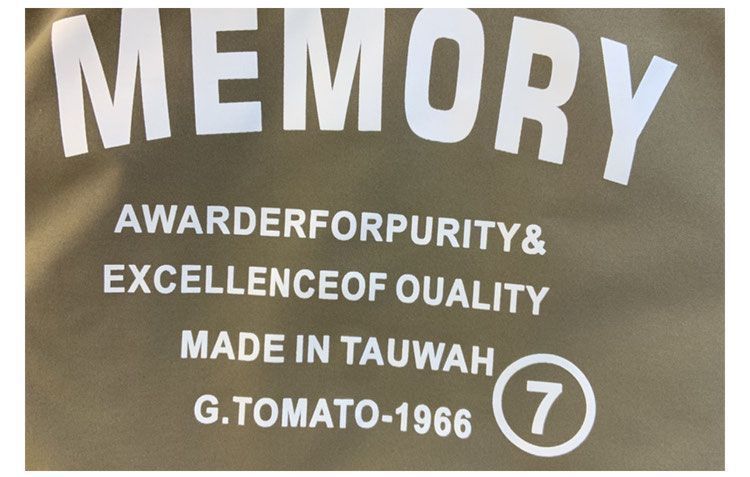 MEMORY
AWARDERFORPURITY&
EXCELLENCEOF OUALITY
MADE IN TAUWAH
G.TOMATO-1966
7